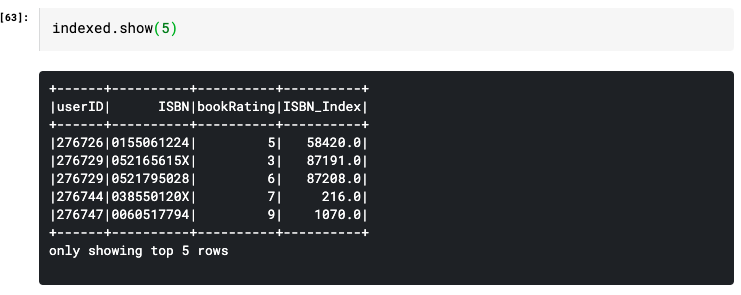 [63]:
indexed.show(5)
+------+----------+----------+----------+
|userID|      ISBN|bookRating|ISBN_Index|
+------+----------+----------+----------+
|276726|0155061224|         5|   58420.0|
|276729|052165615X|         3|   87191.0|
|276729|0521795028|         6|   87208.0|
|276744|038550120X|         7|     216.0|
|276747|0060517794|         9|    1070.0|
+------+----------+----------+----------+
only showing top 5 rows